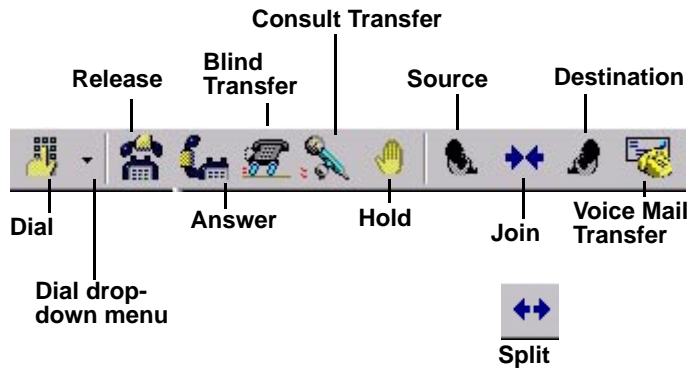 Consult Transfer
Blind
Transfer
Release
Source
Destination
Dial
Answer
Hold
Join
Voice Mail
Transfer
Dial drop-
down menu
Split